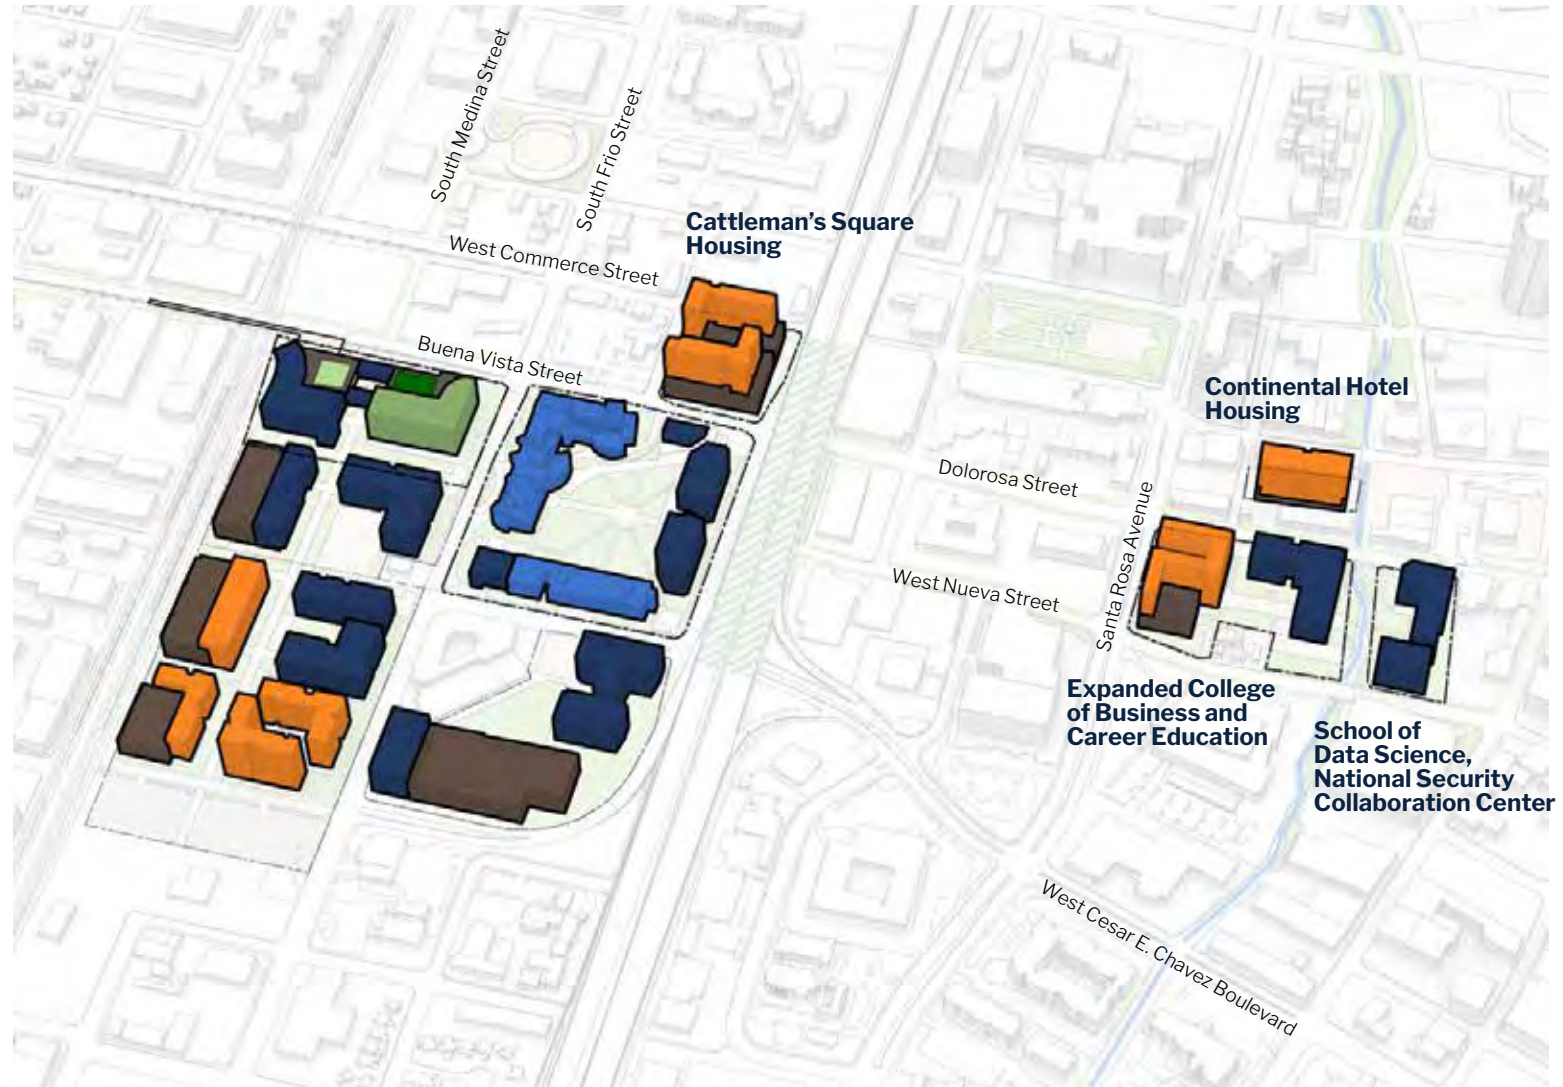 South Medina Street
South Frio Street
Cattleman’s Square
Housing
West Commerce Street
Buena Vista Street
Continental Hotel
Housing
Dolorosa Street
Santa Rosa Avenue
West Nueva Street
Expanded College
of Business and
Career Education
School of
Data Science,
National Security
Collaboration Center
West Cesar E. Chavez Boulevard